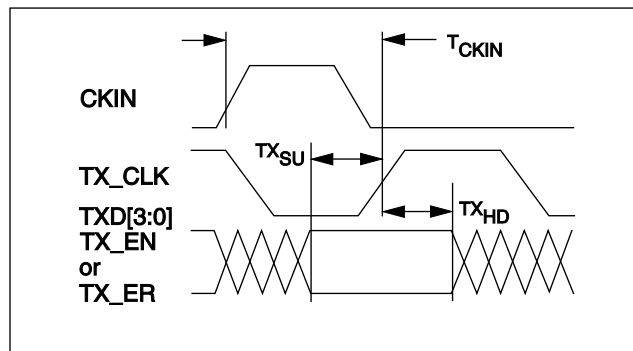 T_CKIN
CKIN
TX_SU
TX_CLK
TXD[3:0]
TX_HD
TX_EN
or
TX_ER